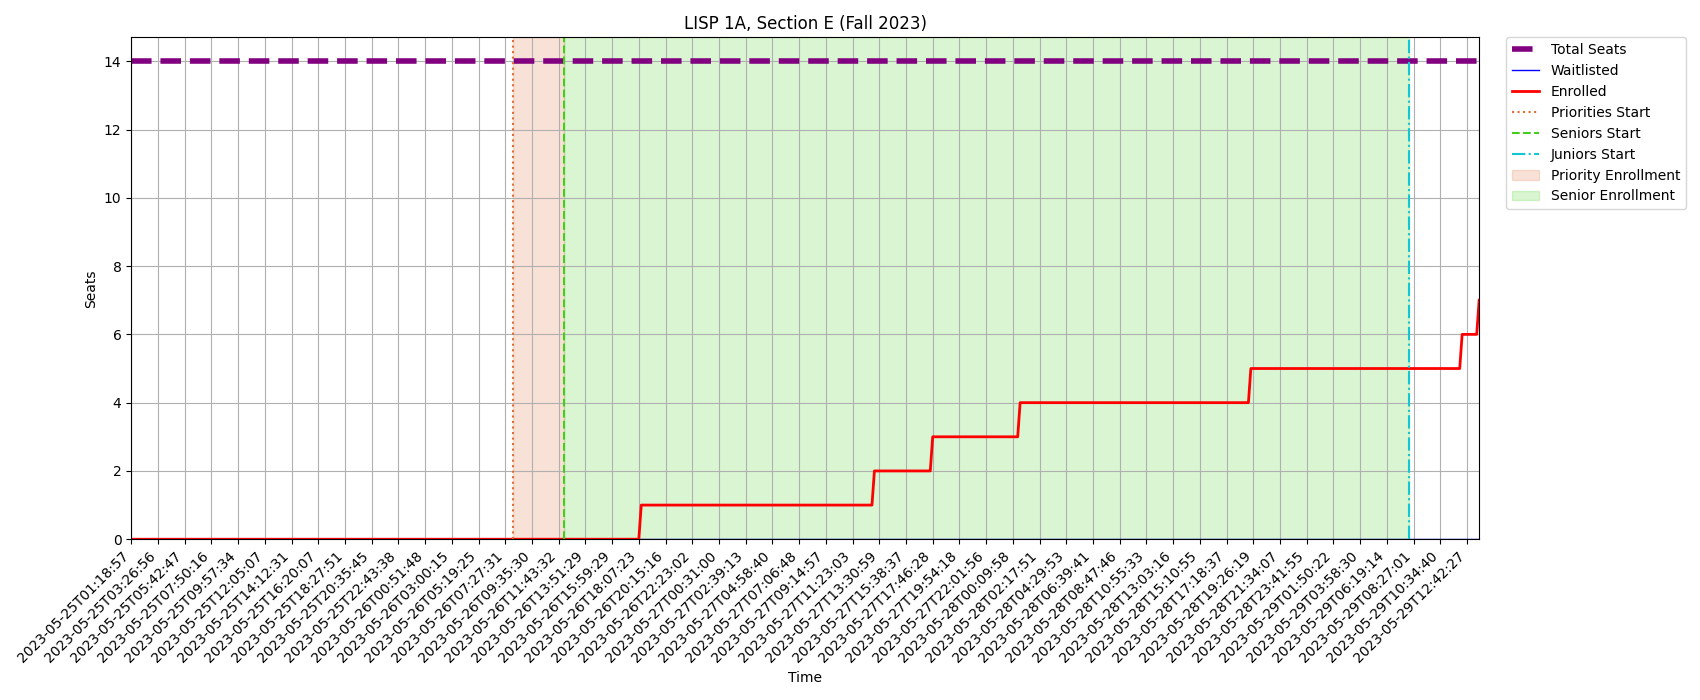 LISP 1A, Section E (Fall 2023)
Total Seats
Waitlisted
Enrolled
Priorities Start
Seniors Start
Juniors Start
Priority Enrollment
Senior Enrollment
Seats
14
12
10
8
6
4
2
0
2023-05-25T01:18:57
2023-05-25T03:26:56
2023-05-25T05:42:47
2023-05-25T07:50:16
2023-05-25T09:57:34
2023-05-25T12:05:07
2023-05-25T14:12:31
2023-05-25T16:20:07
2023-05-25T18:27:51
2023-05-25T20:35:45
2023-05-25T22:43:38
2023-05-26T00:51:48
2023-05-26T03:00:15
2023-05-26T05:19:25
2023-05-26T07:27:31
2023-05-26T09:35:30
2023-05-26T11:43:32
2023-05-26T13:51:29
2023-05-26T15:59:29
2023-05-26T18:07:23
2023-05-26T20:15:16
2023-05-26T22:23:02
2023-05-27T00:31:00
2023-05-27T02:39:13
2023-05-27T04:58:40
2023-05-27T07:06:48
2023-05-27T09:14:57
2023-05-27T11:23:03
2023-05-27T13:30:59
2023-05-27T15:38:37
2023-05-27T17:46:28
2023-05-27T19:54:18
2023-05-27T22:01:56
2023-05-28T00:09:58
2023-05-28T02:17:51
2023-05-28T04:29:53
2023-05-28T06:39:41
2023-05-28T08:47:46
2023-05-28T10:55:33
2023-05-28T13:03:16
2023-05-28T15:10:55
2023-05-28T17:18:37
2023-05-28T19:26:19
2023-05-28T21:34:07
2023-05-28T23:41:55
2023-05-29T01:50:22
2023-05-29T03:58:30
2023-05-29T06:19:14
2023-05-29T08:27:01
2023-05-29T10:34:40
2023-05-29T12:42:27
Time